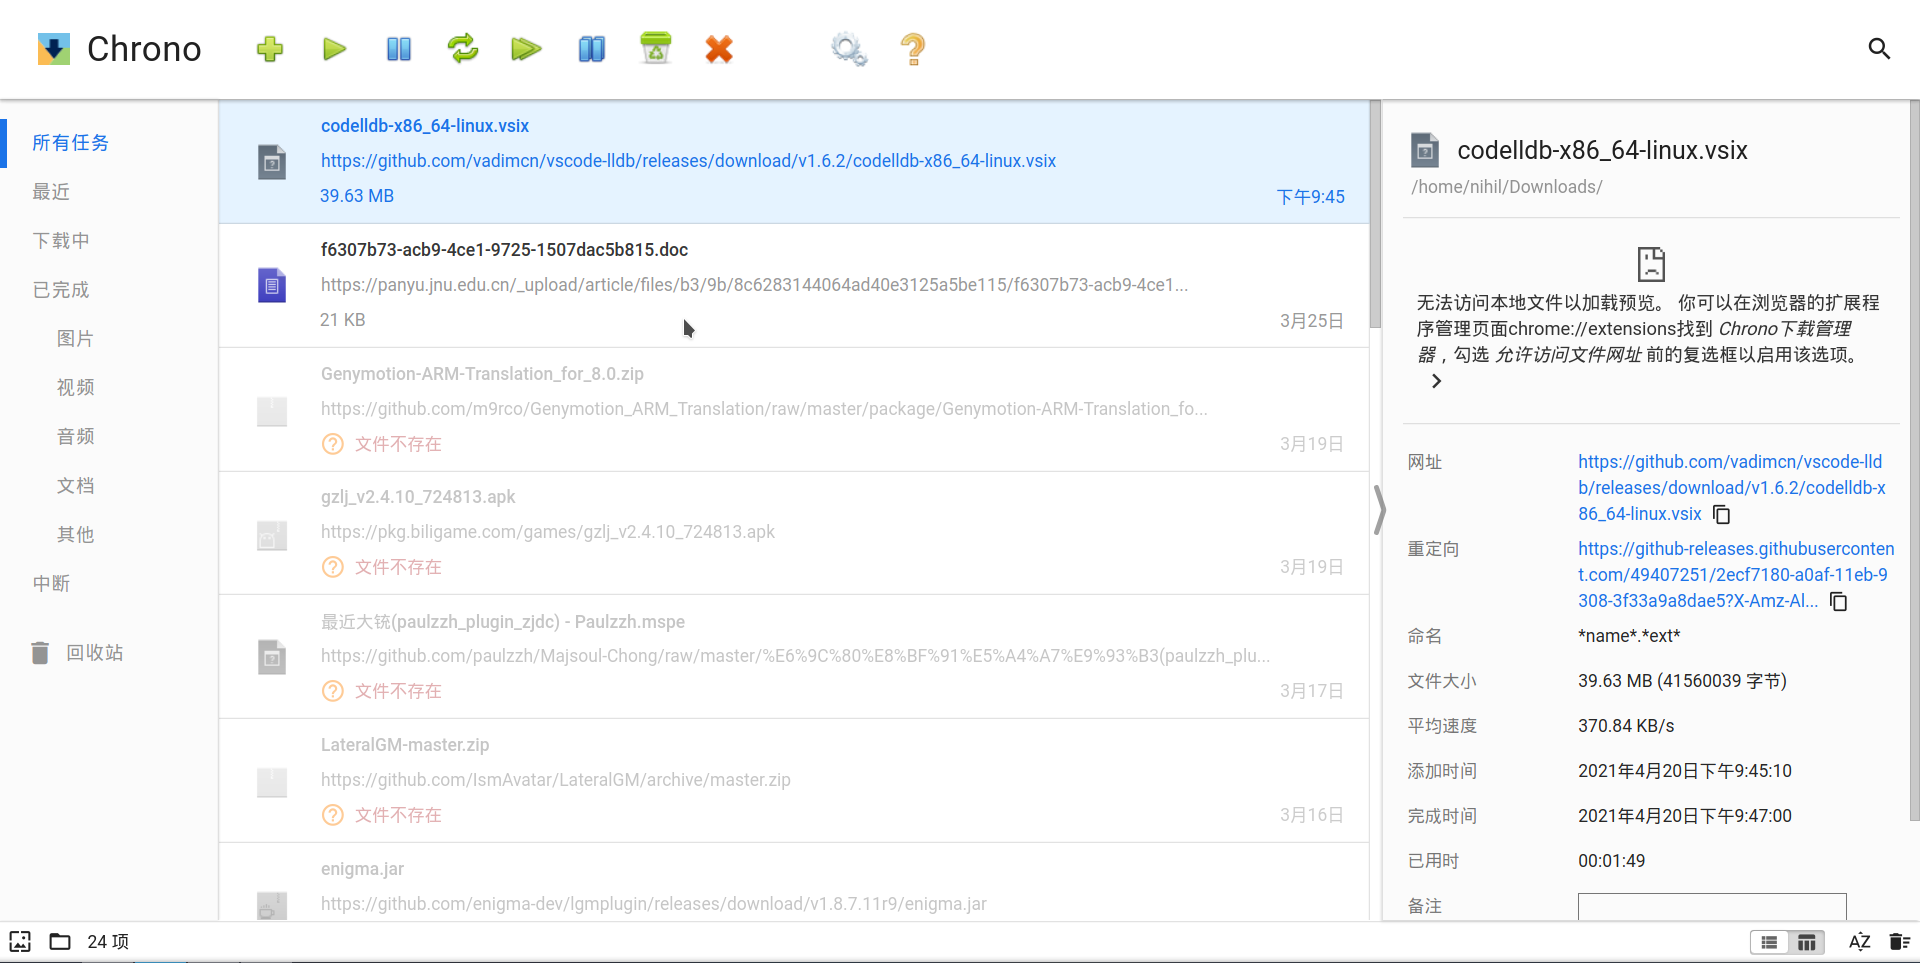 Chrono
所有任务
最近
下载中
已完成
图片
视频
音频
文档
其他
中断
回收站
codelldb-x86_64-linux.vsix
https://github.com/vadimcn/vscode-lldb/releases/download/v1.6.2/codelldb-x86_64-linux.vsix
39.63 MB
下午9:45
f6307b73-acb9-4ce1-9725-1507dac5b815.doc
https://panyu.jnu.edu.cn/_upload/article/files/b3/9b/8c6283144064ad40e3125a5be115/f6307b73-acb9-4ce1...
21 KB
3月25日
Genymotion-ARM-Translation_for_8.0.zip
https://github.com/m9rco/Genymotion_ARM_Translation/raw/master/package/Genymotion-ARM-Translation_fo...
文件不存在
3月19日
gzlj_v2.4.10_724813.apk
https://pkg.biligame.com/games/gzlj_v2.4.10_724813.apk
文件不存在
3月19日
最近大铳(paulzzh_plugin_zjdc) - Paulzzh.mspe
https://github.com/paulzzh/Majsoul-Chong/raw/master/%E6%9C%80%E8%BF%91%E5%A4%A7%E9%93%B3(paulzzh_plu...
文件不存在
3月17日
LateralGM-master.zip
https://github.com/IsmAvatar/LateralGM/archive/master.zip
文件不存在
3月16日
enigma.jar
https://github.com/enigma-dev/lgmplugin/releases/download/v1.8.7.11r9/enigma.jar
codelldb-x86_64-linux.vsix
/home/nihil/Downloads/
无法访问本地文件以加载预览。 你可以在浏览器的扩展程
序管理页面chrome://extensions找到 Chrono下载管理
器，勾选 允许访问文件网址 前的复选框以启用该选项。
网址
https://github.com/vadimcn/vscode-lld
b/releases/download/v1.6.2/codelldb-x
86_64-linux.vsix
重定向
https://github-releases.githubuserconten
t.com/49407251/2ecf7180-a0af-11eb-9
308-3f33a9a8dae5?X-Amz-Al...
命名
*name*.*ext*
文件大小
39.63 MB (41560039 字节)
平均速度
370.84 KB/s
添加时间
2021年4月20日下午9:45:10
完成时间
2021年4月20日下午9:47:00
已用时
00:01:49
备注
24 项
AZ